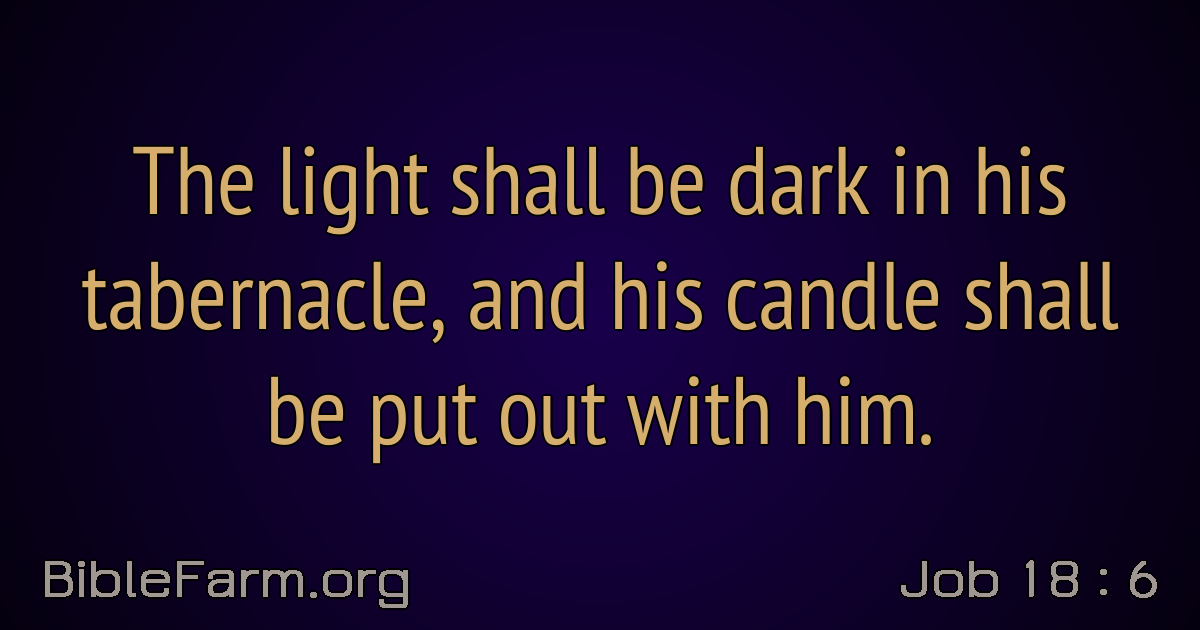 The light shall be dark in his
tabernacle, and his candle shall
be put out with him.
BibleFarm.org
Job 18 : 6